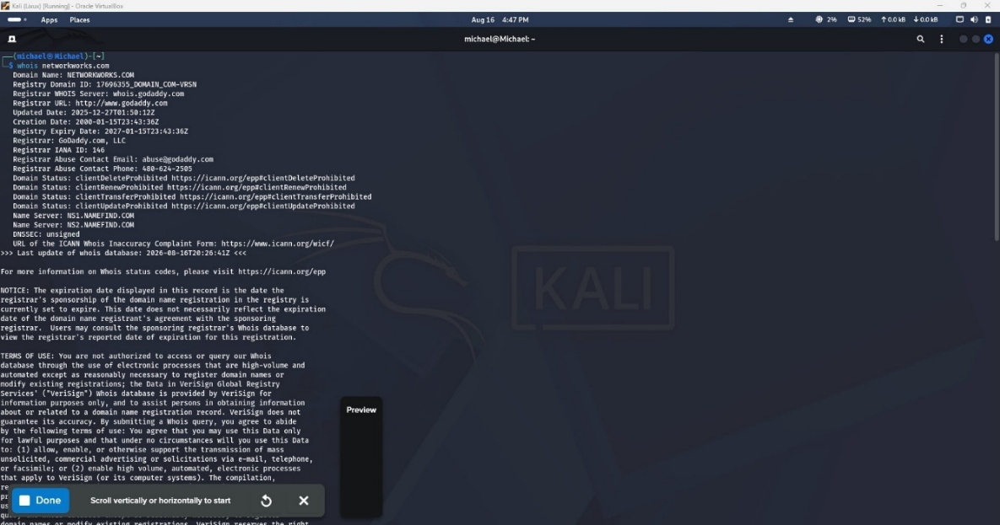 Kali (Linux) [Running] - Oracle VirtualBox
Apps Places Aug 16 4:47 PM 2% 52% ↑0.0 kB ↓0.0 kB
michael@Michael: ~
(michael㉿Michael)-[~]
$ whois networkworks.com
Domain Name: NETWORKWORKS.COM
Registry Domain ID: 17696355_DOMAIN_COM-VRSN
Registrar WHOIS Server: whois.godaddy.com
Registrar URL: http://www.godaddy.com
Updated Date: 2025-12-27T01:50:12Z
Creation Date: 2000-01-15T23:43:36Z
Registry Expiry Date: 2027-01-15T23:43:36Z
Registrar: GoDaddy.com, LLC
Registrar IANA ID: 146
Registrar Abuse Contact Email: abuse@godaddy.com
Registrar Abuse Contact Phone: 480-624-2505
Domain Status: clientDeleteProhibited https://icann.org/epp#clientDeleteProhibited
Domain Status: clientRenewProhibited https://icann.org/epp#clientRenewProhibited
Domain Status: clientTransferProhibited https://icann.org/epp#clientTransferProhibited
Domain Status: clientUpdateProhibited https://icann.org/epp#clientUpdateProhibited
Name Server: NS1.NAMEFIND.COM
Name Server: NS2.NAMEFIND.COM
DNSSEC: unsigned
URL of the ICANN Whois Inaccuracy Complaint Form: https://www.icann.org/wicf/
>>> Last update of whois database: 2026-08-16T20:26:41Z <<<
For more information on Whois status codes, please visit https://icann.org/epp
NOTICE: The expiration date displayed in this record is the date the
registrar's sponsorship of the domain name registration in the registry is
currently set to expire. This date does not necessarily reflect the expiration
date of the domain name registrant's agreement with the sponsoring
registrar.  Users may consult the sponsoring registrar's Whois database to
view the registrar's reported date of expiration for this registration.
TERMS OF USE: You are not authorized to access or query our Whois
database through the use of electronic processes that are high-volume and
automated except as reasonably necessary to register domain names or
modify existing registrations; the Data in VeriSign Global Registry
Services' ("VeriSign") Whois database is provided by VeriSign for
information purposes only, and to assist persons in obtaining information
about or related to a domain name registration record. VeriSign does not
guarantee its accuracy. By submitting a Whois query, you agree to abide
by the following terms of use: You agree that you may use this Data only
for lawful purposes and that under no circumstances will you use this Data
to: (1) allow, enable, or otherwise support the transmission of mass
unsolicited, commercial advertising or solicitations via e-mail, telephone,
or facsimile; or (2) enable high volume, automated, electronic processes
that apply to VeriSign (or its computer systems). The compilation,
domain names or modify existing registrations. VeriSign reserves the right
KALI
Preview
Done Scroll vertically or horizontally to start